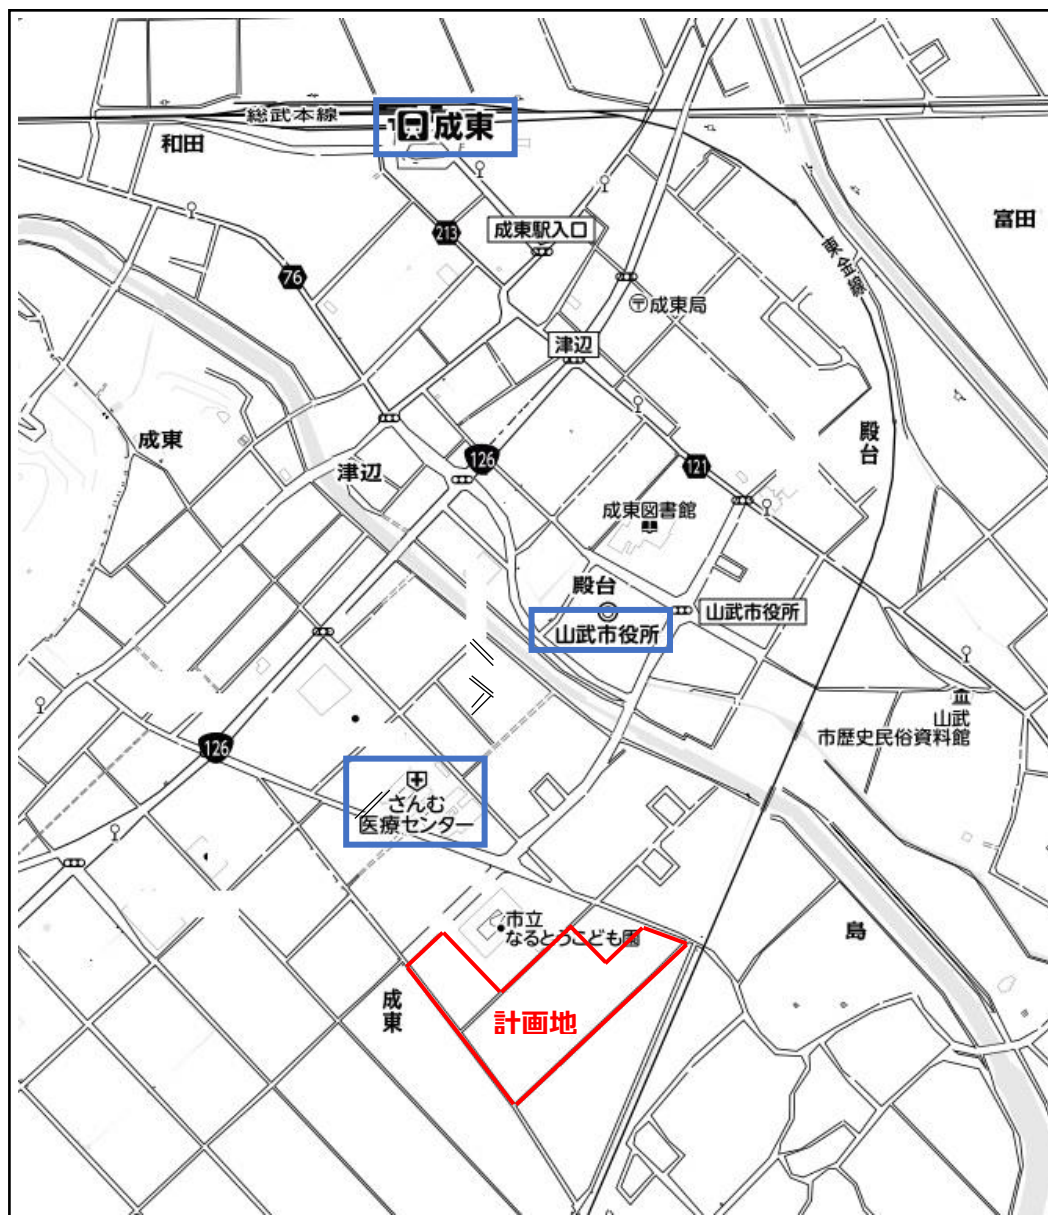 総武本線
成東
和田
富田
213
成東駅入口
76
東金線
成東局
津辺
殿台
成東
津辺
126
121
成東図書館
殿台
山武市役所
山武市役所
山武
市歴史民俗資料館
126
さんむ
医療センター
市立
なるとうこども園
島
成東
計画地